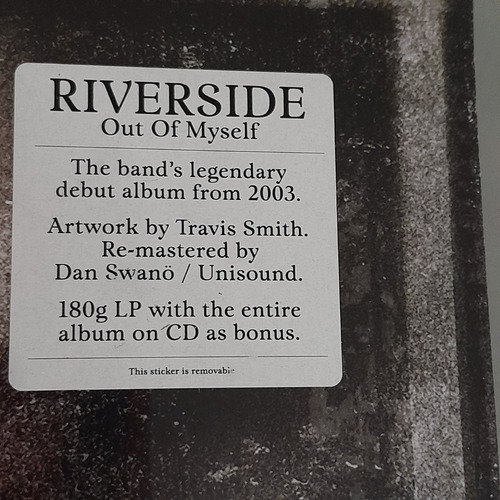 RIVERSIDE
Out Of Myself
The band's legendary
debut album from 2003.
Artwork by Travis Smith.
Re-mastered by
Dan Swanö / Unisound.
180g LP with the entire
album on CD as bonus.
This sticker is removable